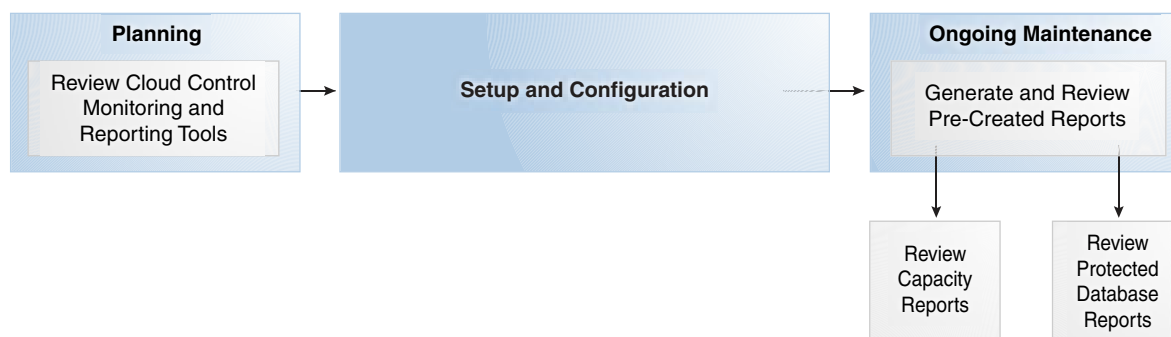 Planning
Review Cloud Control
Monitoring and
Reporting Tools
Setup and Configuration
Ongoing Maintenance
Generate and Review
Pre-Created Reports
Review
Capacity
Reports
Review
Protected
Database
Reports